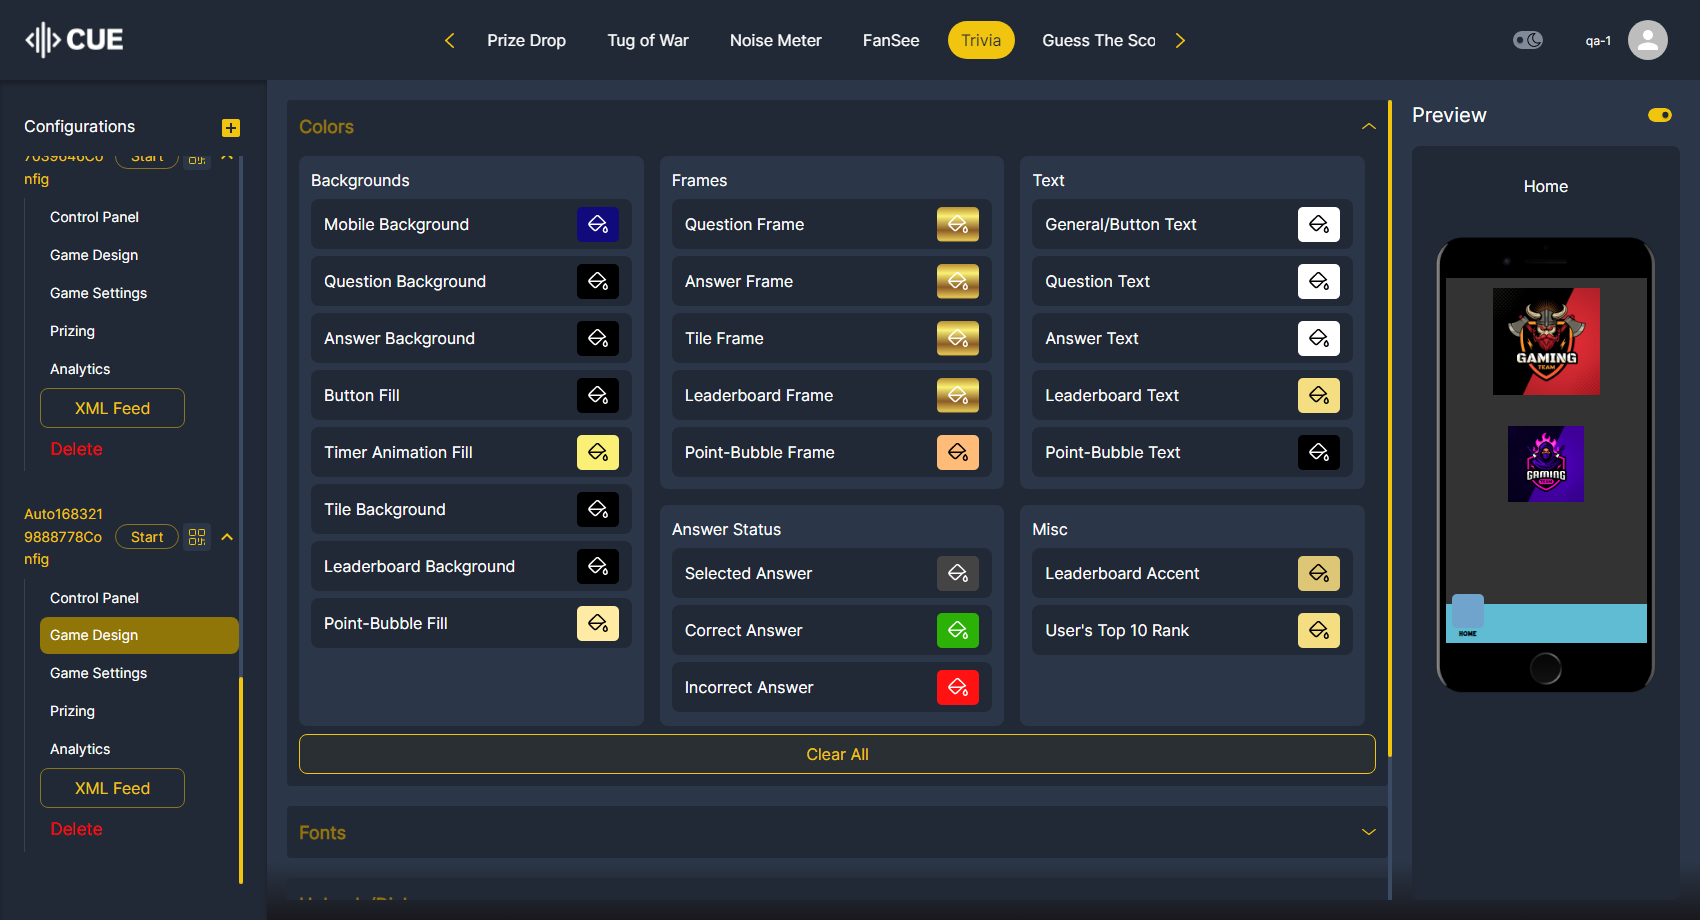 CUE
Prize Drop
Tug of War
Noise Meter
FanSee
Trivia
Guess The Sco
qa-1
Configurations
7039646Co
nfig
Start
Control Panel
Game Design
Game Settings
Prizing
Analytics
XML Feed
Delete
Auto168321
9888778Co
nfig
Start
Control Panel
Game Design
Game Settings
Prizing
Analytics
XML Feed
Delete
Colors
Backgrounds
Mobile Background
Question Background
Answer Background
Button Fill
Timer Animation Fill
Tile Background
Leaderboard Background
Point-Bubble Fill
Frames
Question Frame
Answer Frame
Tile Frame
Leaderboard Frame
Point-Bubble Frame
Answer Status
Selected Answer
Correct Answer
Incorrect Answer
Text
General/Button Text
Question Text
Answer Text
Leaderboard Text
Point-Bubble Text
Misc
Leaderboard Accent
User's Top 10 Rank
Clear All
Fonts
Preview
Home
GAMING
TEAM
GAMING
TEAM
HOME